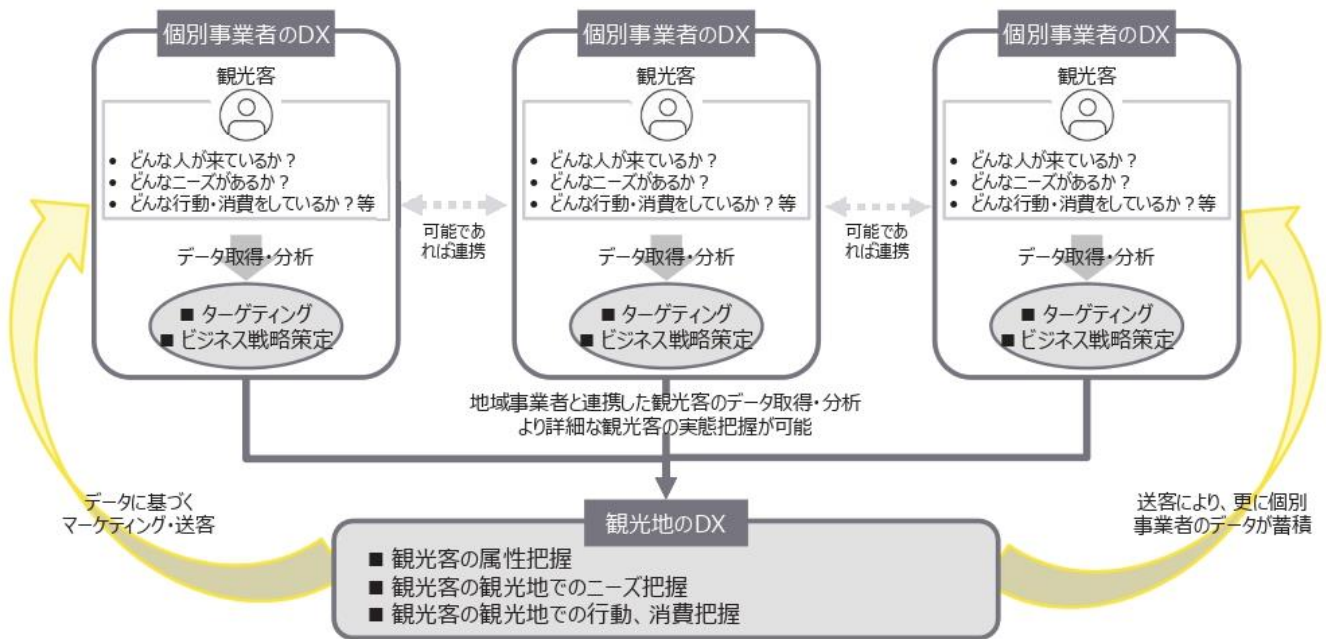 個別事業者のDX
観光客
• どんな人が来ているか？
• どんなニーズがあるか？
• どんな行動・消費をしているか？等
データ取得・分析
■ ターゲティング
■ ビジネス戦略策定
可能であ
れば連携
個別事業者のDX
観光客
• どんな人が来ているか？
• どんなニーズがあるか？
• どんな行動・消費をしているか？等
データ取得・分析
■ ターゲティング
■ ビジネス戦略策定
可能であ
れば連携
個別事業者のDX
観光客
• どんな人が来ているか？
• どんなニーズがあるか？
• どんな行動・消費をしているか？等
データ取得・分析
■ ターゲティング
■ ビジネス戦略策定
地域事業者と連携した観光客のデータ取得・分析
より詳細な観光客の実態把握が可能
データに基づく
マーケティング・送客
送客により、更に個別
事業者のデータが蓄積
観光地のDX
■ 観光客の属性把握
■ 観光客の観光地でのニーズ把握
■ 観光客の観光地での行動、消費把握